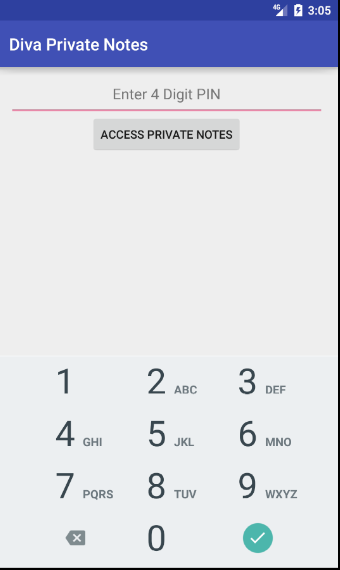 4G 3:05
Diva Private Notes
Enter 4 Digit PIN
ACCESS PRIVATE NOTES
1 2 ABC 3 DEF
4 GHI 5 JKL 6 MNO
7 PQRS 8 TUV 9 WXYZ
0